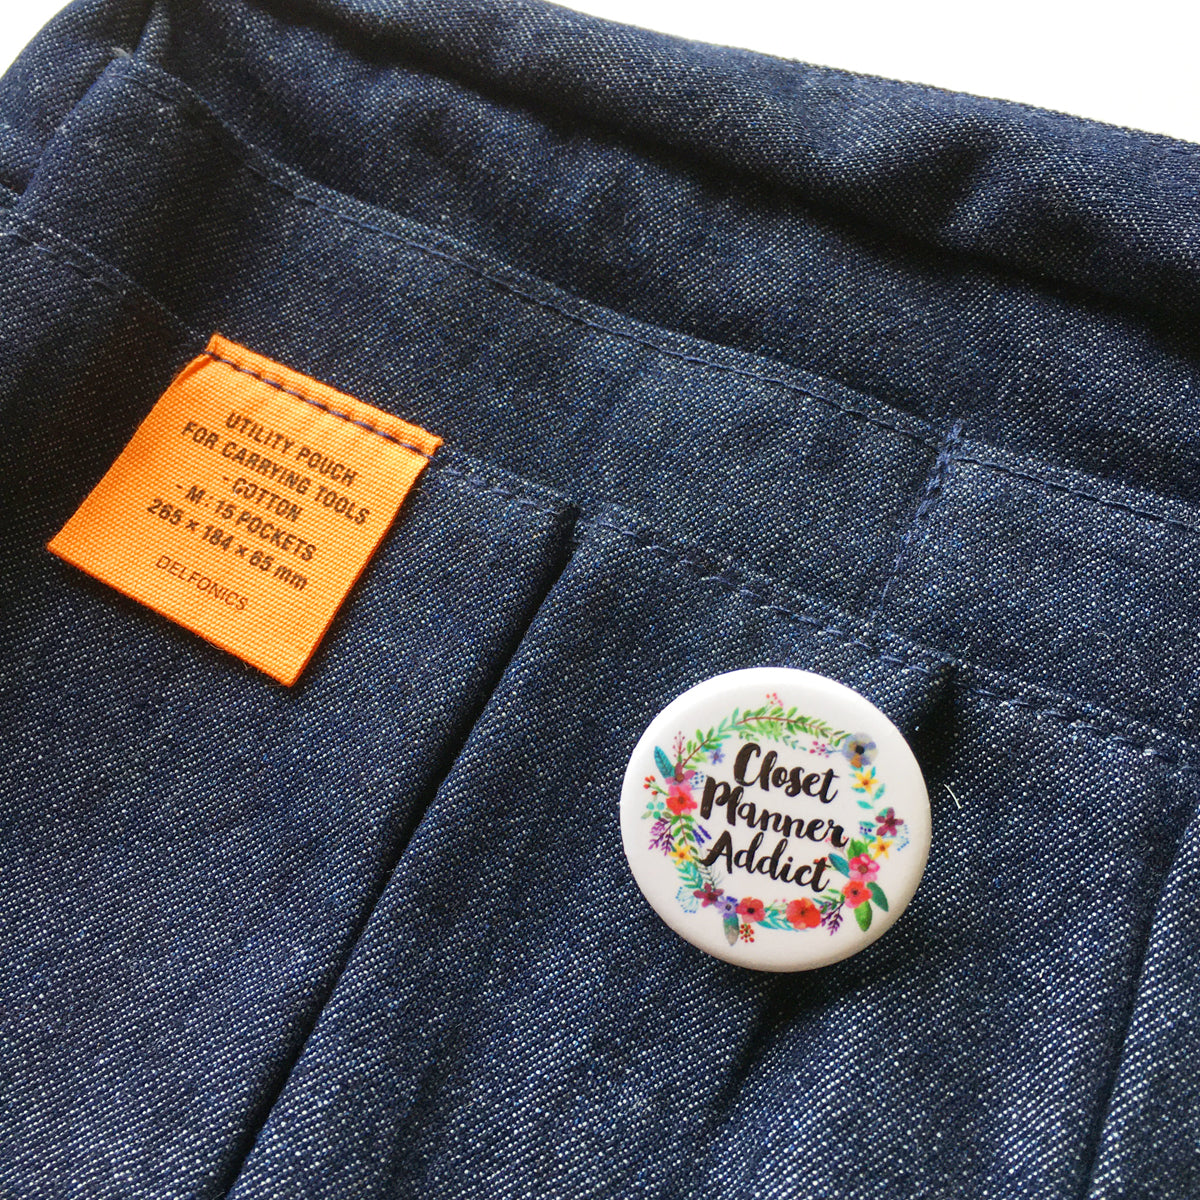 UTILITY POUCH
FOR CARRYING TOOLS
- COTTON
- M : 15 POCKETS
265 × 184 × 65 mm
DELFONICS
Closet
Planner
Addict